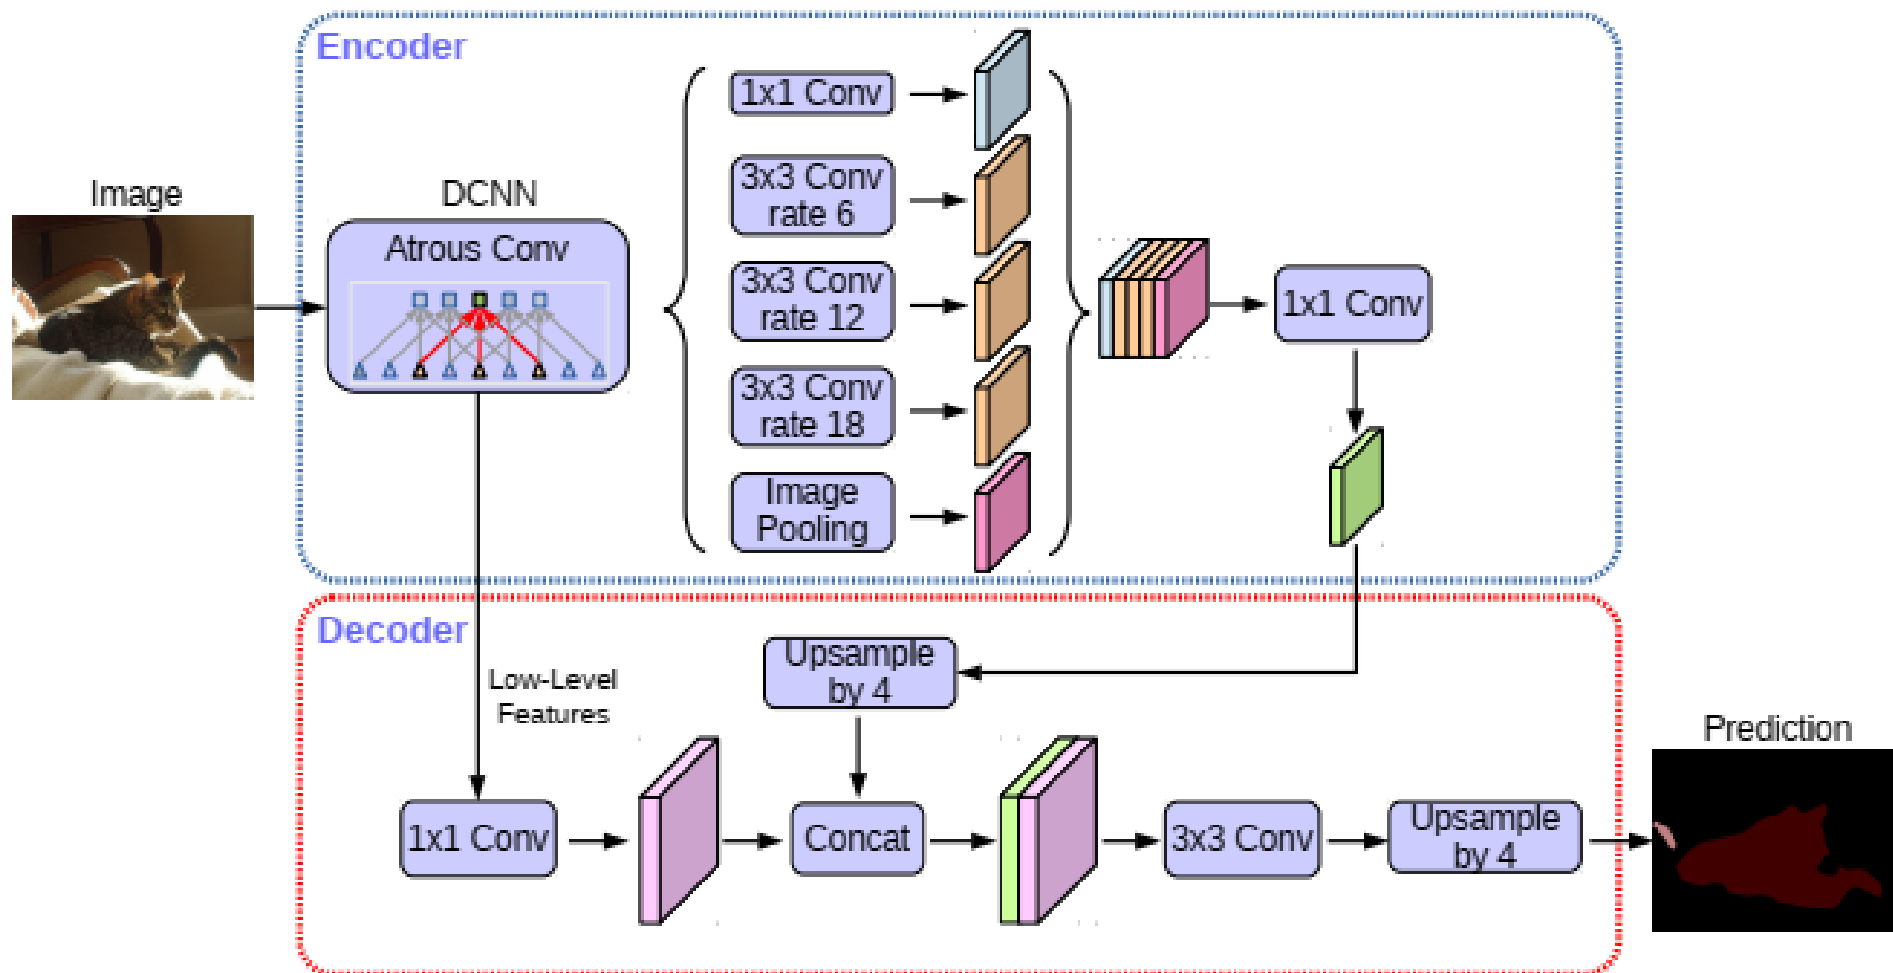 Encoder
Image
DCNN
Atrous Conv
1x1 Conv
3x3 Conv
rate 6
3x3 Conv
rate 12
3x3 Conv
rate 18
Image
Pooling
1x1 Conv
Decoder
Low-Level
Features
Upsample
by 4
1x1 Conv
Concat
3x3 Conv
Upsample
by 4
Prediction